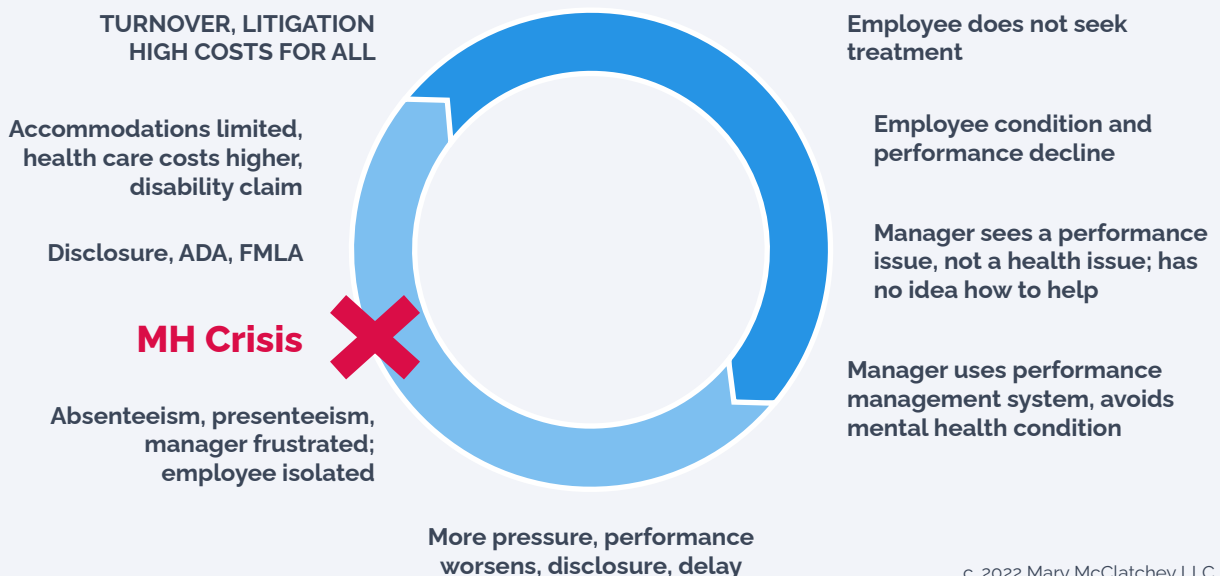 Employee does not seek
treatment
Employee condition and
performance decline
Manager sees a performance
issue, not a health issue; has
no idea how to help
Manager uses performance
management system, avoids
mental health condition
More pressure, performance
worsens, disclosure, delay
Absenteeism, presenteeism,
manager frustrated;
employee isolated
MH Crisis
Disclosure, ADA, FMLA
Accommodations limited,
health care costs higher,
disability claim
TURNOVER, LITIGATION
HIGH COSTS FOR ALL
c. 2022 Mary McClatchey LLC